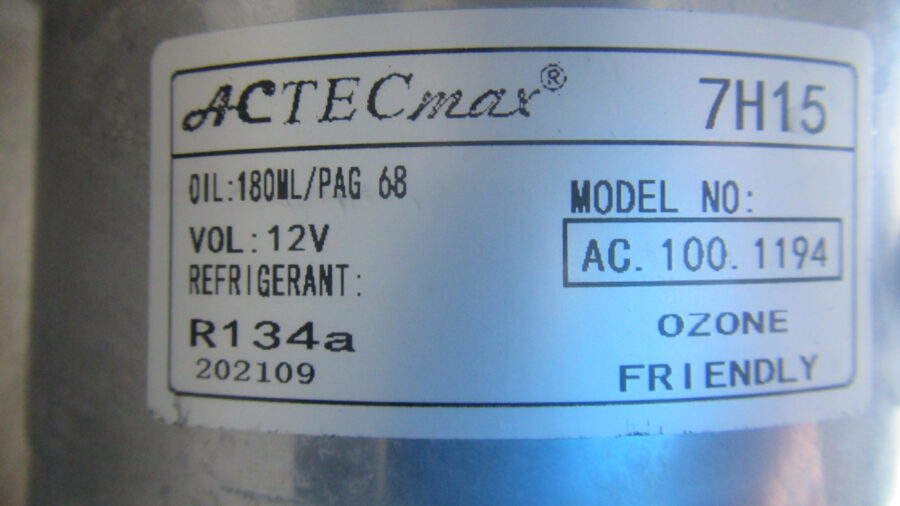 ACTECmax® 7H15
OIL:180ML/PAG 68
VOL:12V
REFRIGERANT:
R134a
202109
MODEL NO:
AC.100.1194
OZONE
FRIENDLY